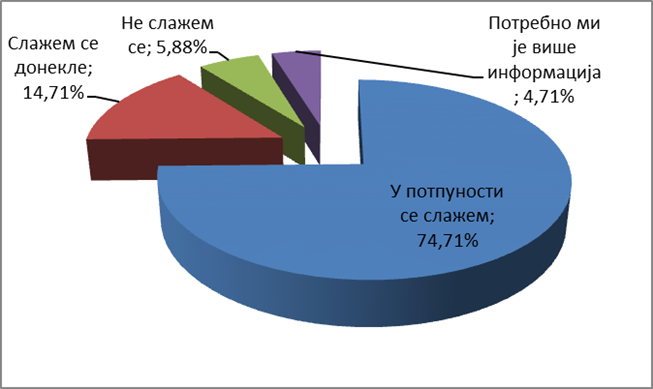 Слажем се
донекле;
14,71%
Не слажем
се; 5,88%
Потребно ми
је више
информација
; 4,71%
У потпуности
се слажем;
74,71%